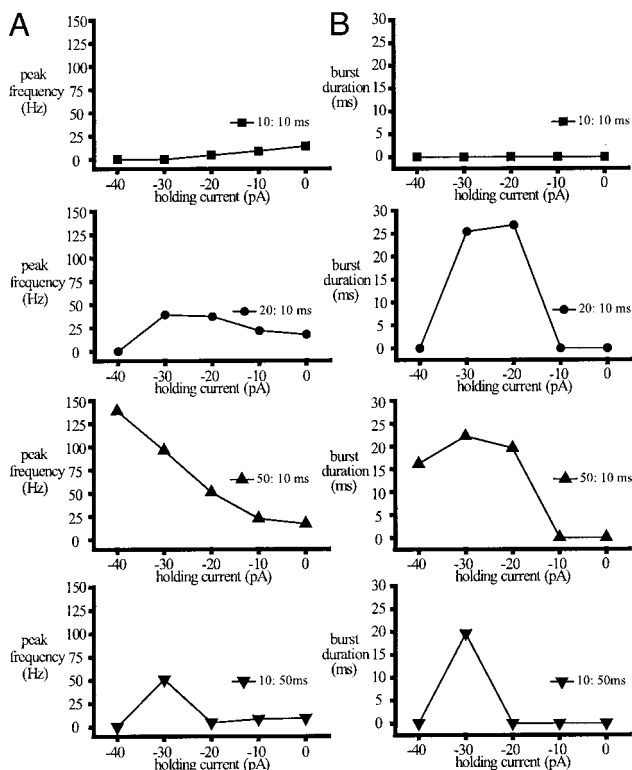 A
B
peak
frequency
(Hz)
150
125
100
75
50
25
0
10: 10 ms
-40 -30 -20 -10 0
holding current (pA)
burst
duration
(ms)
30
25
20
15
10
5
0
10: 10 ms
-40 -30 -20 -10 0
holding current (pA)
peak
frequency
(Hz)
150
125
100
75
50
25
0
20: 10 ms
-40 -30 -20 -10 0
holding current (pA)
burst
duration
(ms)
30
25
20
15
10
5
0
20: 10 ms
-40 -30 -20 -10 0
holding current (pA)
peak
frequency
(Hz)
150
125
100
75
50
25
0
50: 10 ms
-40 -30 -20 -10 0
holding current (pA)
burst
duration
(ms)
30
25
20
15
10
5
0
50: 10 ms
-40 -30 -20 -10 0
holding current (pA)
peak
frequency
(Hz)
150
125
100
75
50
25
0
10: 50ms
-40 -30 -20 -10 0
holding current (pA)
burst
duration
(ms)
30
25
20
15
10
5
0
10: 50ms
-40 -30 -20 -10 0
holding current (pA)